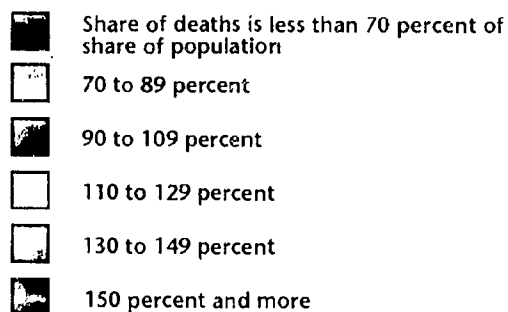 Share of deaths is less than 70 percent of
share of population
70 to 89 percent
90 to 109 percent
110 to 129 percent
130 to 149 percent
150 percent and more